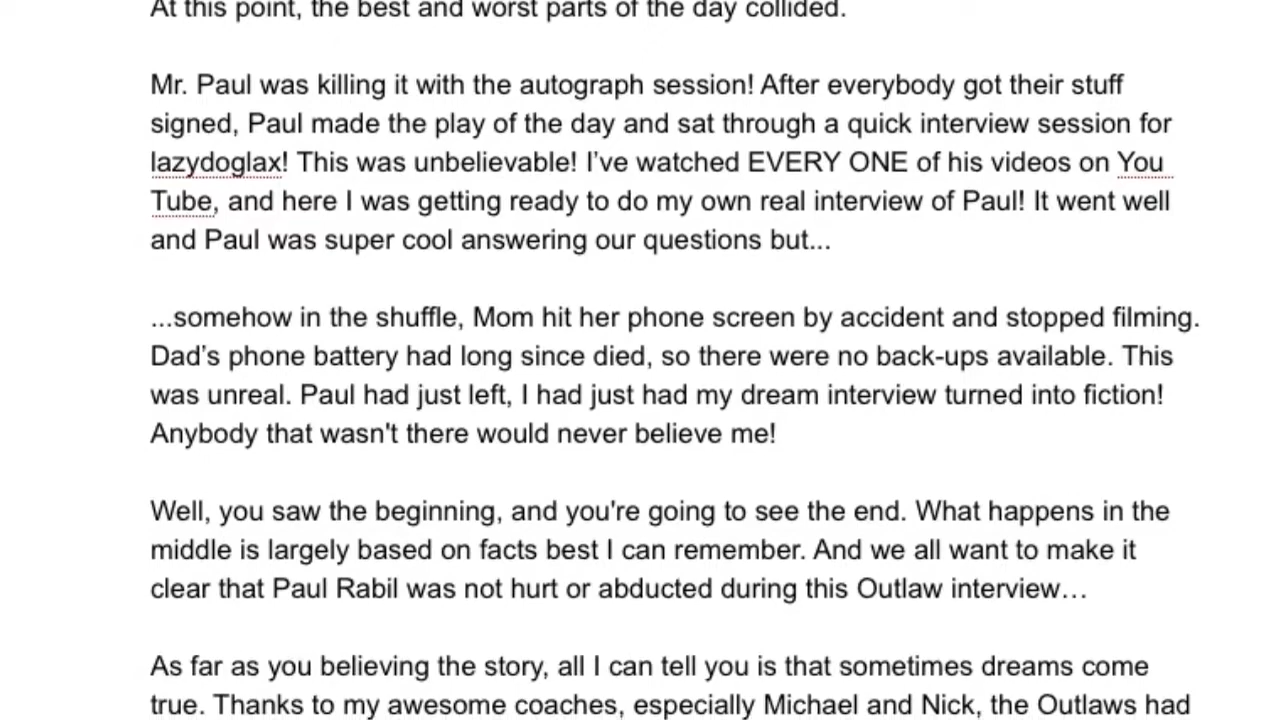 At this point, the best and worst parts of the day collided.
Mr. Paul was killing it with the autograph session! After everybody got their stuff
signed, Paul made the play of the day and sat through a quick interview session for
lazydoglax! This was unbelievable! I’ve watched EVERY ONE of his videos on You
Tube, and here I was getting ready to do my own real interview of Paul! It went well
and Paul was super cool answering our questions but...
...somehow in the shuffle, Mom hit her phone screen by accident and stopped filming.
Dad’s phone battery had long since died, so there were no back-ups available. This
was unreal. Paul had just left, I had just had my dream interview turned into fiction!
Anybody that wasn't there would never believe me!
Well, you saw the beginning, and you're going to see the end. What happens in the
middle is largely based on facts best I can remember. And we all want to make it
clear that Paul Rabil was not hurt or abducted during this Outlaw interview…
As far as you believing the story, all I can tell you is that sometimes dreams come
true. Thanks to my awesome coaches, especially Michael and Nick, the Outlaws had